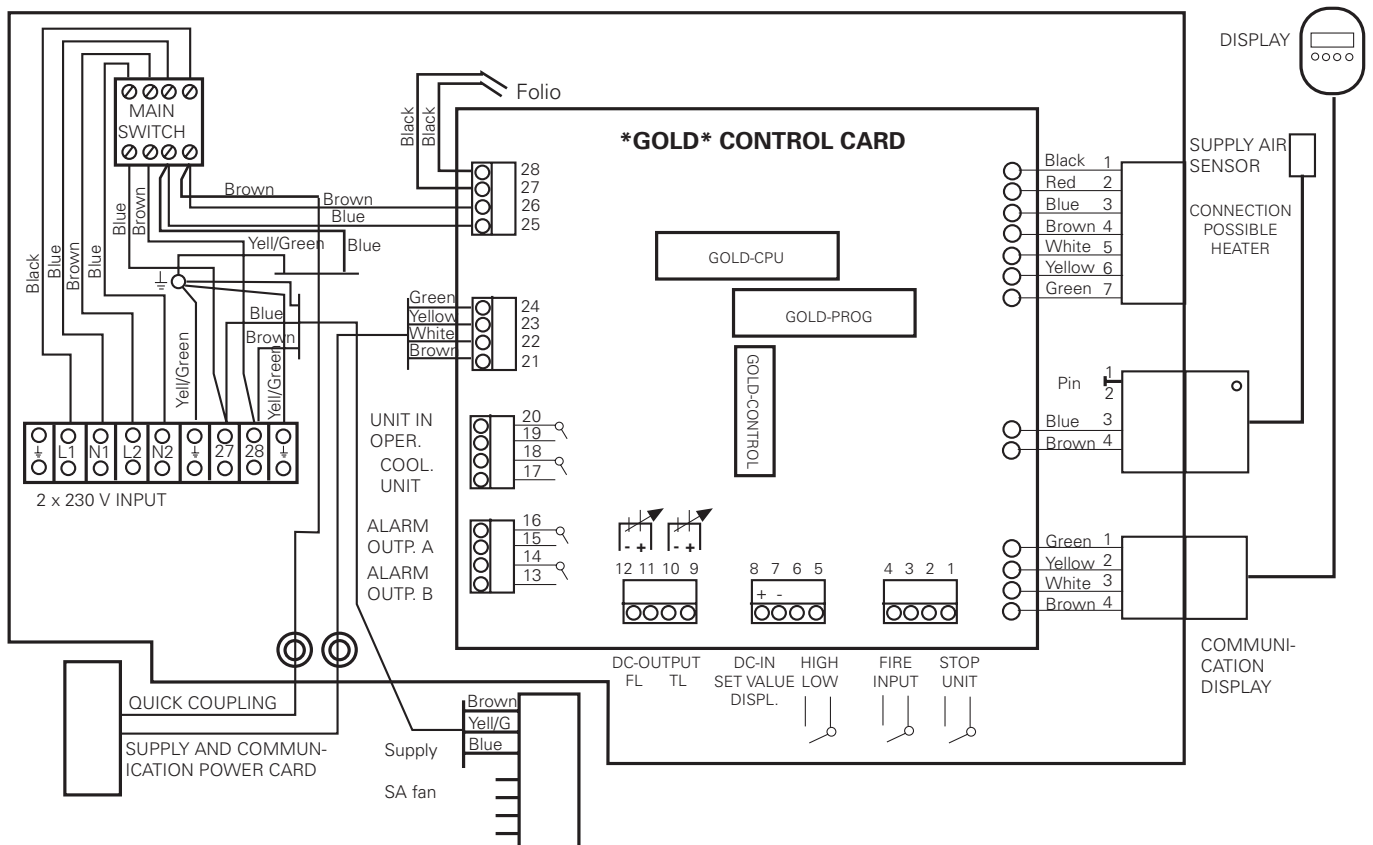 DISPLAY
Folio
MAIN
SWITCH
Black
Black
*GOLD* CONTROL CARD
28
27
26
25
Brown
Brown
Blue
Blue
Brown
Yell/Green
Blue
Black
Blue
Brown
Blue
GOLD-CPU
GOLD-PROG
GOLD-CONTROL
Black 1
Red 2
Blue 3
Brown 4
White 5
Yellow 6
Green 7
SUPPLY AIR
SENSOR
CONNECTION
POSSIBLE
HEATER
Green
Yellow
White
Brown
24
23
22
21
Blue
Brown
Yell/Green
Yell/Green
L1
N1
L2
N2
27
28
2 x 230 V INPUT
Pin
1
2
Blue 3
Brown 4
UNIT IN
OPER.
COOL.
UNIT
20
19
18
17
ALARM
OUTP. A
ALARM
OUTP. B
16
15
14
13
- +
- +
12 11 10 9
8 7 6 5
+ -
4 3 2 1
Green 1
Yellow 2
White 3
Brown 4
DC-OUTPUT
FL TL
DC-IN
SET VALUE
DISPL.
HIGH
LOW
FIRE
INPUT
STOP
UNIT
COMMUNI-
CATION
DISPLAY
QUICK COUPLING
SUPPLY AND COMMUN-
ICATION POWER CARD
Brown
Yell/G
Blue
Supply
SA fan